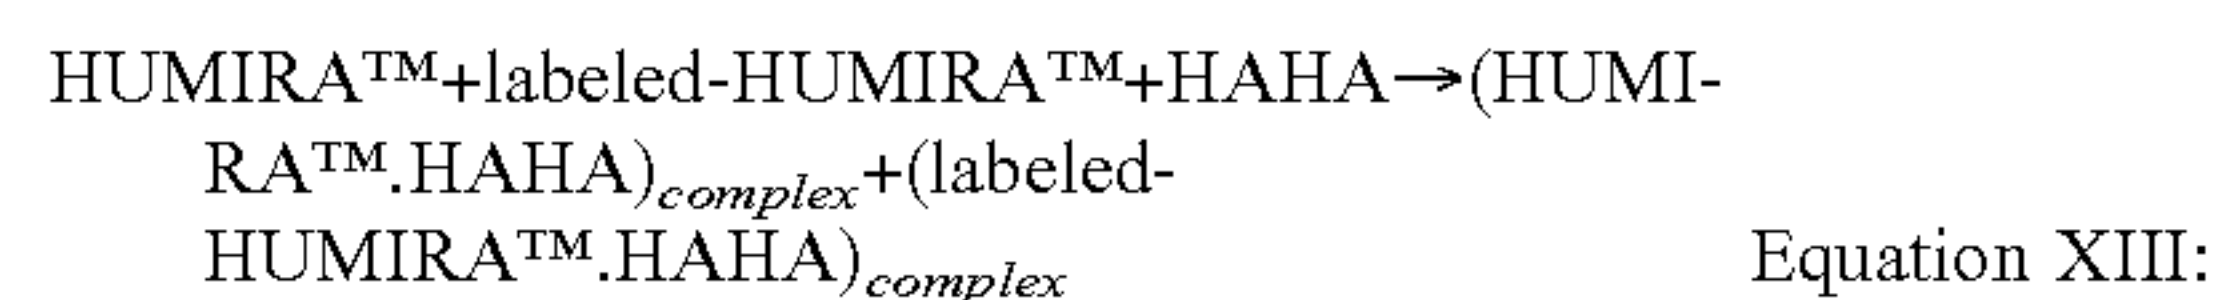 HUMIRA™+labeled-HUMIRA™+HAHA→(HUMI-
RA™.HAHA)complex+(labeled-
HUMIRA™.HAHA)complex Equation XIII: